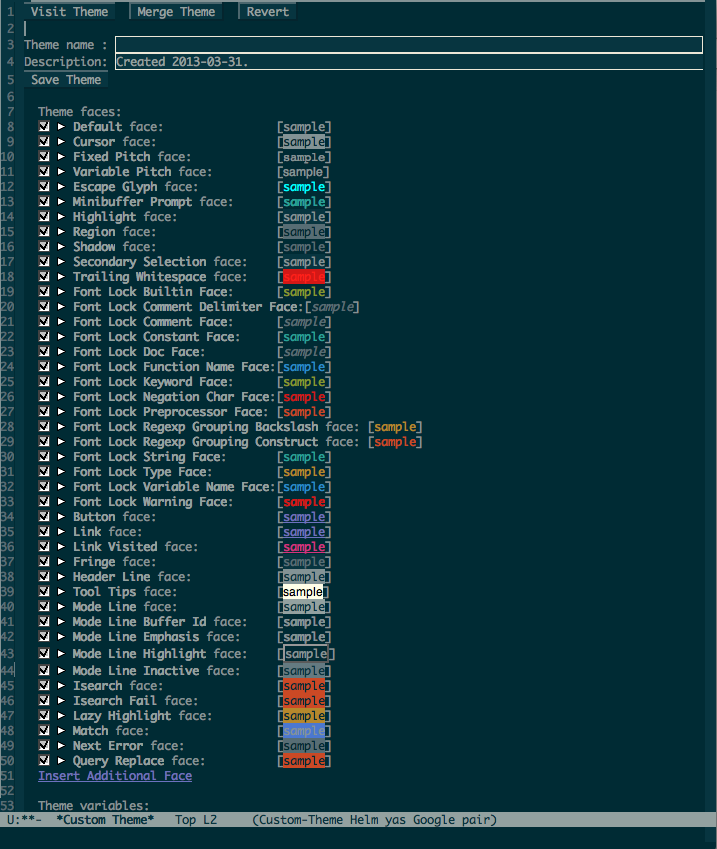 1 Visit Theme Merge Theme Revert
2
3 Theme name :
4 Description: Created 2013-03-31.
5 Save Theme
6
7 Theme faces:
8 Default face: [sample]
9 Cursor face: [sample]
10 Fixed Pitch face: [sample]
11 Variable Pitch face: [sample]
12 Escape Glyph face: [sample]
13 Minibuffer Prompt face: [sample]
14 Highlight face: [sample]
15 Region face: [sample]
16 Shadow face: [sample]
17 Secondary Selection face: [sample]
18 Trailing Whitespace face: [sample]
19 Font Lock Builtin Face: [sample]
20 Font Lock Comment Delimiter Face:[sample]
21 Font Lock Comment Face: [sample]
22 Font Lock Constant Face: [sample]
23 Font Lock Doc Face: [sample]
24 Font Lock Function Name Face:[sample]
25 Font Lock Keyword Face: [sample]
26 Font Lock Negation Char Face:[sample]
27 Font Lock Preprocessor Face: [sample]
28 Font Lock Regexp Grouping Backslash face: [sample]
29 Font Lock Regexp Grouping Construct face: [sample]
30 Font Lock String Face: [sample]
31 Font Lock Type Face: [sample]
32 Font Lock Variable Name Face:[sample]
33 Font Lock Warning Face: [sample]
34 Button face: [sample]
35 Link face: [sample]
36 Link Visited face: [sample]
37 Fringe face: [sample]
38 Header Line face: [sample]
39 Tool Tips face: [sample]
40 Mode Line face: [sample]
41 Mode Line Buffer Id face: [sample]
42 Mode Line Emphasis face: [sample]
43 Mode Line Highlight face: [sample]
44 Mode Line Inactive face: [sample]
45 Isearch face: [sample]
46 Isearch Fail face: [sample]
47 Lazy Highlight face: [sample]
48 Match face: [sample]
49 Next Error face: [sample]
50 Query Replace face: [sample]
51 Insert Additional Face
52
53 Theme variables:
U:**- *Custom Theme* Top L2 (Custom-Theme Helm yas Google pair)